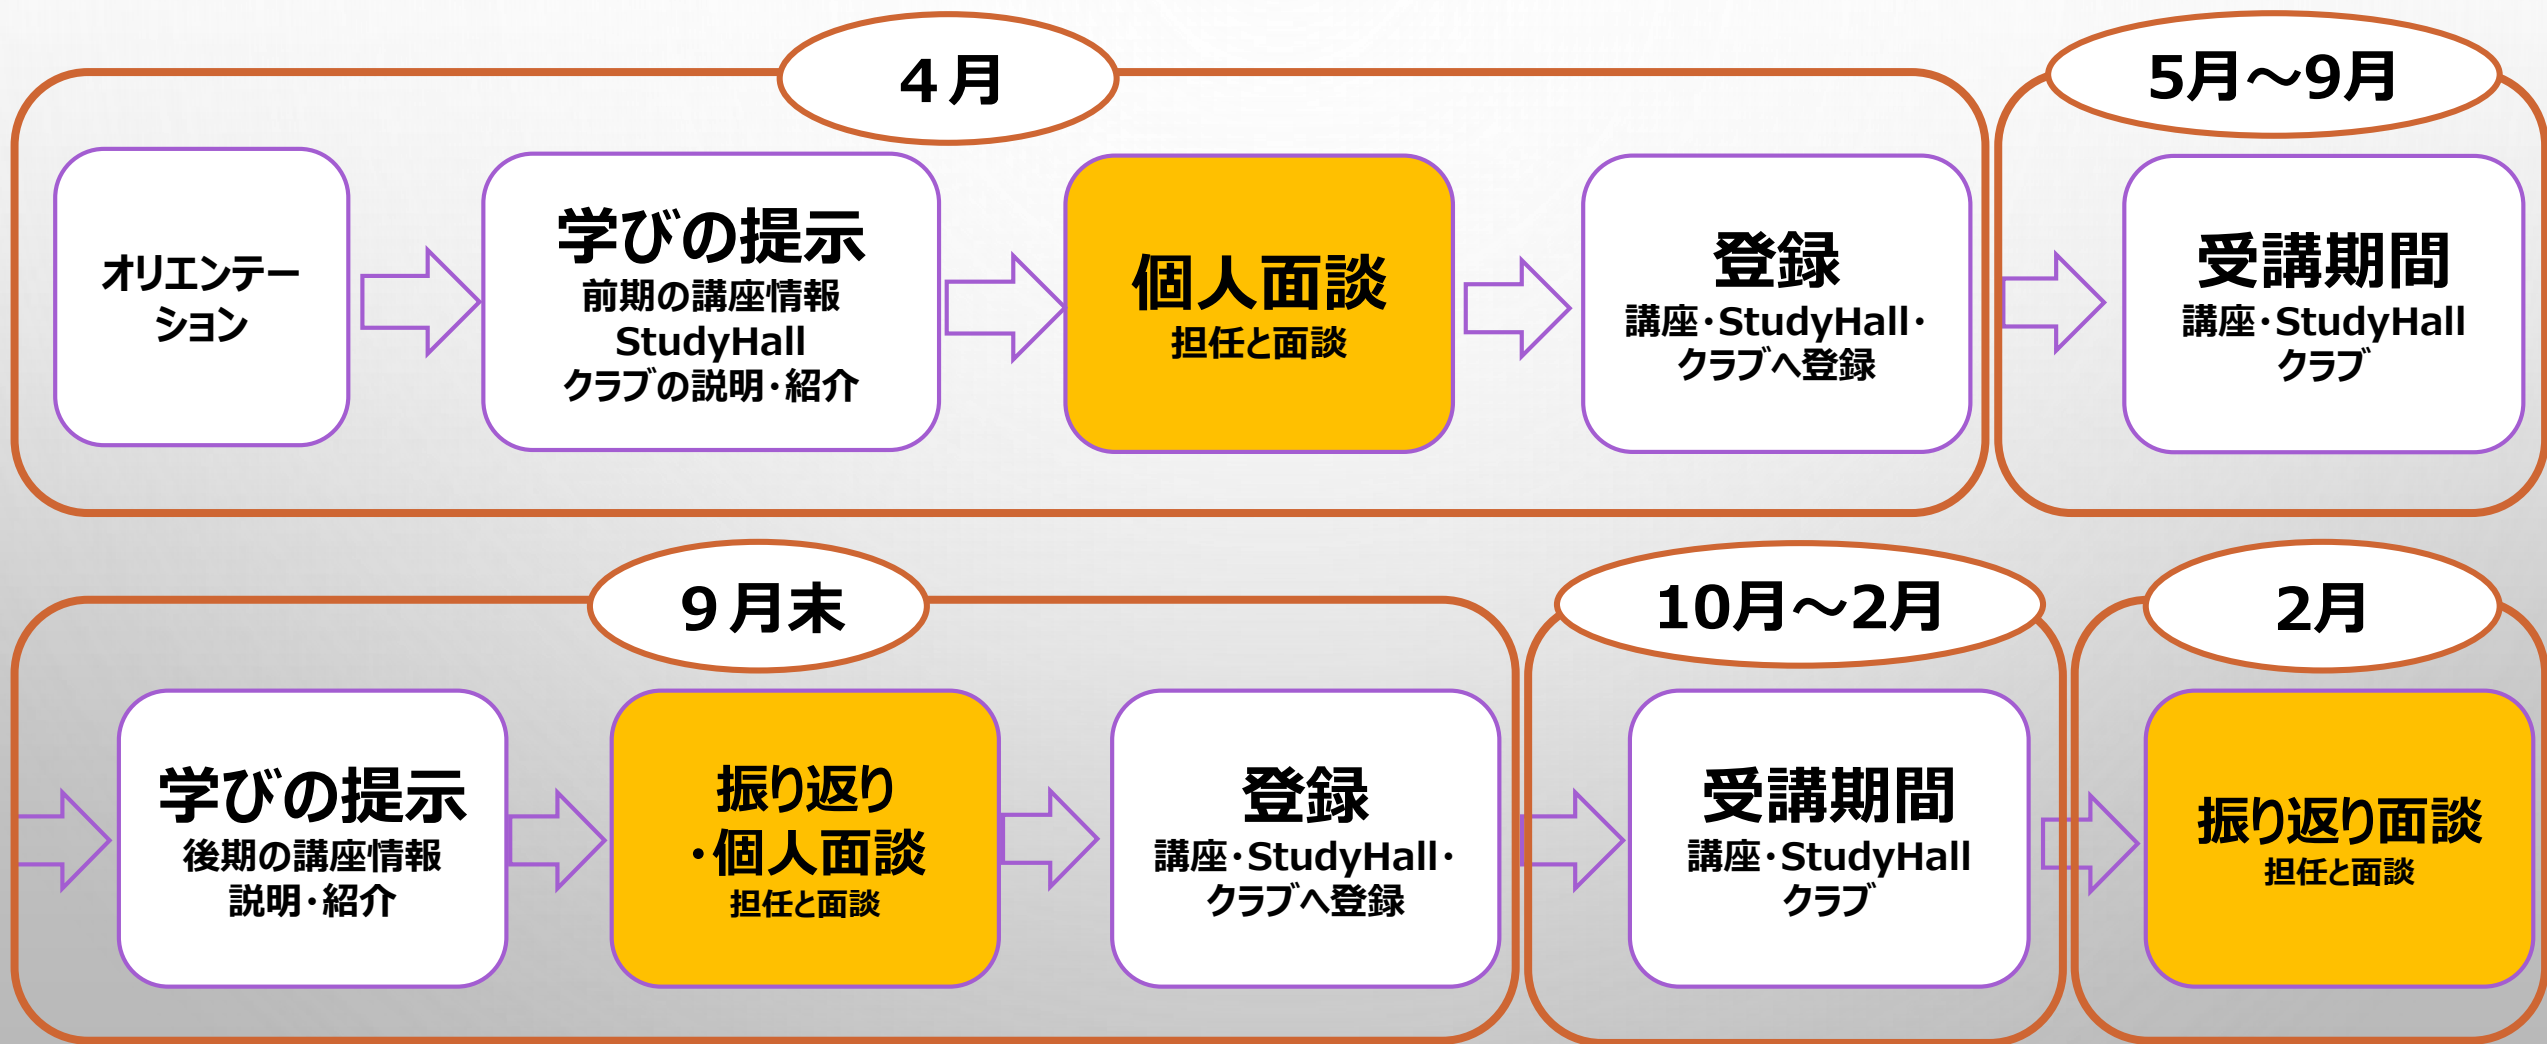 ４月
オリエンテー
ション
学びの提示
前期の講座情報
StudyHall
クラブの説明・紹介
個人面談
担任と面談
登録
講座・StudyHall・
クラブへ登録
5月～9月
受講期間
講座・StudyHall
クラブ
９月末
学びの提示
後期の講座情報
説明・紹介
振り返り
・個人面談
担任と面談
登録
講座・StudyHall・
クラブへ登録
10月～2月
受講期間
講座・StudyHall
クラブ
2月
振り返り面談
担任と面談